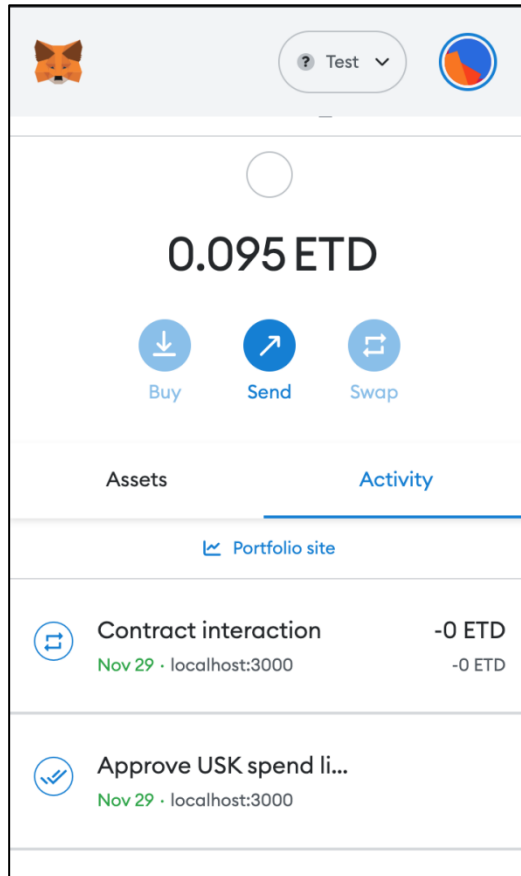 ? Test
0.095 ETD
Buy Send Swap
Assets Activity
Portfolio site
Contract interaction -0 ETD
Nov 29 · localhost:3000 -0 ETD
Approve USK spend li...
Nov 29 · localhost:3000